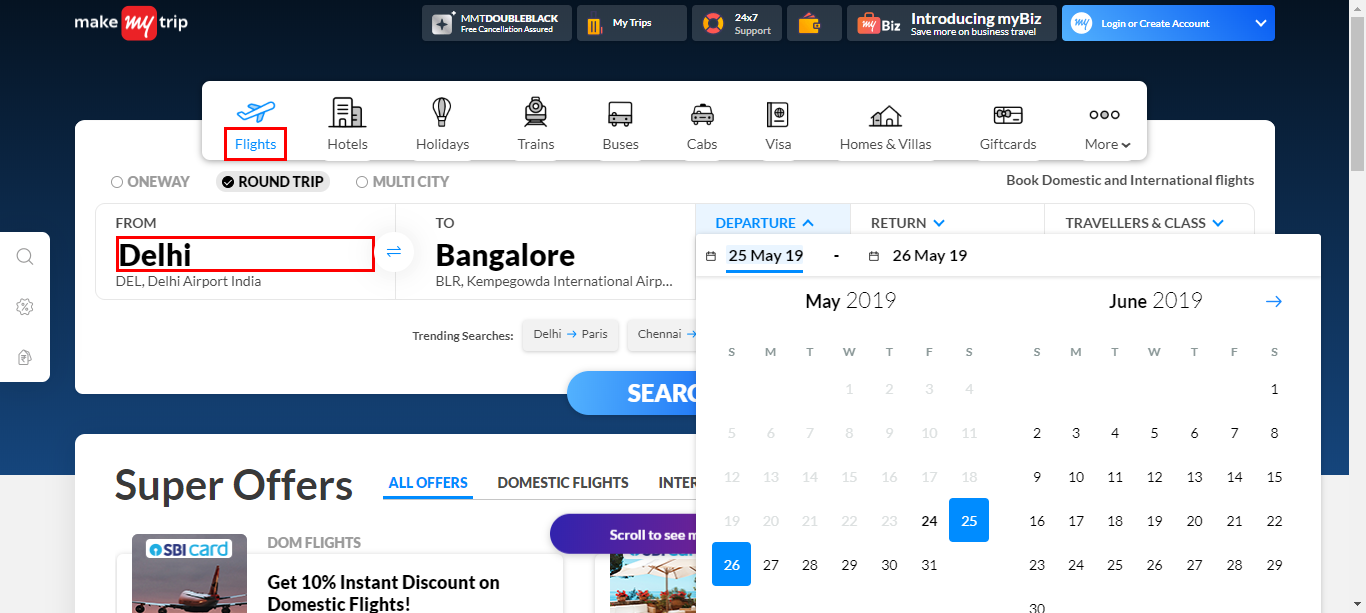 make my trip
MMTDOUBLEBLACK
Free Cancellation Assured
My Trips
24x7
Support
my Biz
Introducing myBiz
Save more on business travel
my
Login or Create Account
Flights
Hotels
Holidays
Trains
Buses
Cabs
Visa
Homes & Villas
Giftcards
More
ONEWAY
ROUND TRIP
MULTI CITY
Book Domestic and International flights
FROM
Delhi
DEL, Delhi Airport India
TO
Bangalore
BLR, Kempegowda International Airp...
DEPARTURE
RETURN
TRAVELLERS & CLASS
25 May 19 - 26 May 19
May 2019
S M T W T F S
1 2 3 4
5 6 7 8 9 10 11
12 13 14 15 16 17 18
19 20 21 22 23 24 25
26 27 28 29 30 31
June 2019
S M T W T F S
1
2 3 4 5 6 7 8
9 10 11 12 13 14 15
16 17 18 19 20 21 22
23 24 25 26 27 28 29
30
Trending Searches:
Delhi → Paris
Chennai →
SEARC
Super Offers
ALL OFFERS
DOMESTIC FLIGHTS
INTER
Scroll to see m
SBI card
DOM FLIGHTS
Get 10% Instant Discount on
Domestic Flights!